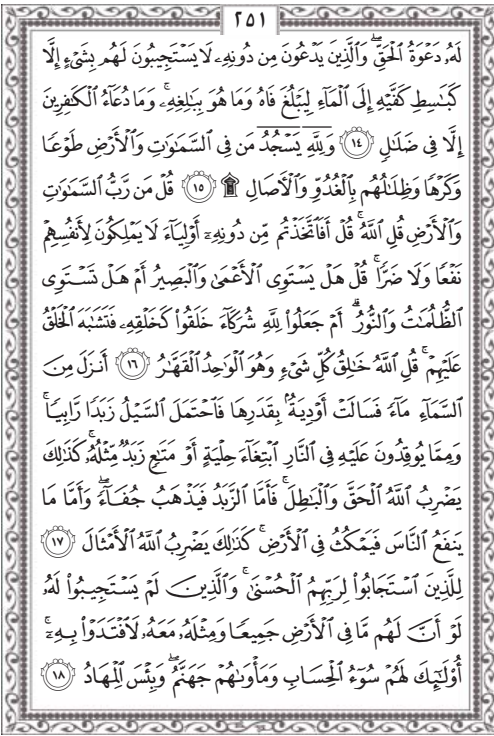 ٢٥١
لَهُۥ دَعۡوَةُ ٱلۡحَقِّۖ وَٱلَّذِينَ يَدۡعُونَ مِن دُونِهِۦ لَا يَسۡتَجِيبُونَ لَهُم بِشَيۡءٍ إِلَّا
كَبَٰسِطِ كَفَّيۡهِ إِلَى ٱلۡمَآءِ لِيَبۡلُغَ فَاهُ وَمَا هُوَ بِبَٰلِغِهِۦۚ وَمَا دُعَآءُ ٱلۡكَٰفِرِينَ
إِلَّا فِي ضَلَٰلٖ ١٤ وَلِلَّهِۤ يَسۡجُدُۤ مَن فِي ٱلسَّمَٰوَٰتِ وَٱلۡأَرۡضِ طَوۡعٗا
وَكَرۡهٗا وَظِلَٰلُهُم بِٱلۡغُدُوِّ وَٱلۡأٓصَالِ ۩ ١٥ قُلۡ مَن رَّبُّ ٱلسَّمَٰوَٰتِ
وَٱلۡأَرۡضِ قُلِ ٱللَّهُۚ قُلۡ أَفَٱتَّخَذۡتُم مِّن دُونِهِۦٓ أَوۡلِيَآءَ لَا يَمۡلِكُونَ لِأَنفُسِهِمۡ
نَفۡعٗا وَلَا ضَرّٗاۚ قُلۡ هَلۡ يَسۡتَوِي ٱلۡأَعۡمَىٰ وَٱلۡبَصِيرُ أَمۡ هَلۡ تَسۡتَوِي
ٱلظُّلُمَٰتُ وَٱلنُّورُۗ أَمۡ جَعَلُواْ لِلَّهِ شُرَكَآءَ خَلَقُواْ كَخَلۡقِهِۦ فَتَشَٰبَهَ ٱلۡخَلۡقُ
عَلَيۡهِمۡۚ قُلِ ٱللَّهُ خَٰلِقُ كُلِّ شَيۡءٖ وَهُوَ ٱلۡوَٰحِدُ ٱلۡقَهَّٰرُ ١٦ أَنزَلَ مِنَ
ٱلسَّمَآءِ مَآءٗ فَسَالَتۡ أَوۡدِيَةُۢ بِقَدَرِهَا فَٱحۡتَمَلَ ٱلسَّيۡلُ زَبَدٗا رَّابِيٗاۖ
وَمِمَّا يُوقِدُونَ عَلَيۡهِ فِي ٱلنَّارِ ٱبۡتِغَآءَ حِلۡيَةٍ أَوۡ مَتَٰعٖ زَبَدٞ مِّثۡلُهُۥۚ كَذَٰلِكَ
يَضۡرِبُ ٱللَّهُ ٱلۡحَقَّ وَٱلۡبَٰطِلَۚ فَأَمَّا ٱلزَّبَدُ فَيَذۡهَبُ جُفَآءٗۖ وَأَمَّا مَا
يَنفَعُ ٱلنَّاسَ فَيَمۡكُثُ فِي ٱلۡأَرۡضِۚ كَذَٰلِكَ يَضۡرِبُ ٱللَّهُ ٱلۡأَمۡثَالَ ١٧
لِلَّذِينَ ٱسۡتَجَابُواْ لِرَبِّهِمُ ٱلۡحُسۡنَىٰۚ وَٱلَّذِينَ لَمۡ يَسۡتَجِيبُواْ لَهُۥ
لَوۡ أَنَّ لَهُم مَّا فِي ٱلۡأَرۡضِ جَمِيعٗا وَمِثۡلَهُۥ مَعَهُۥ لَٱفۡتَدَوۡاْ بِهِۦٓۚ
أُوْلَٰٓئِكَ لَهُمۡ سُوٓءُ ٱلۡحِسَابِ وَمَأۡوَىٰهُمۡ جَهَنَّمُۖ وَبِئۡسَ ٱلۡمِهَادُ ١٨